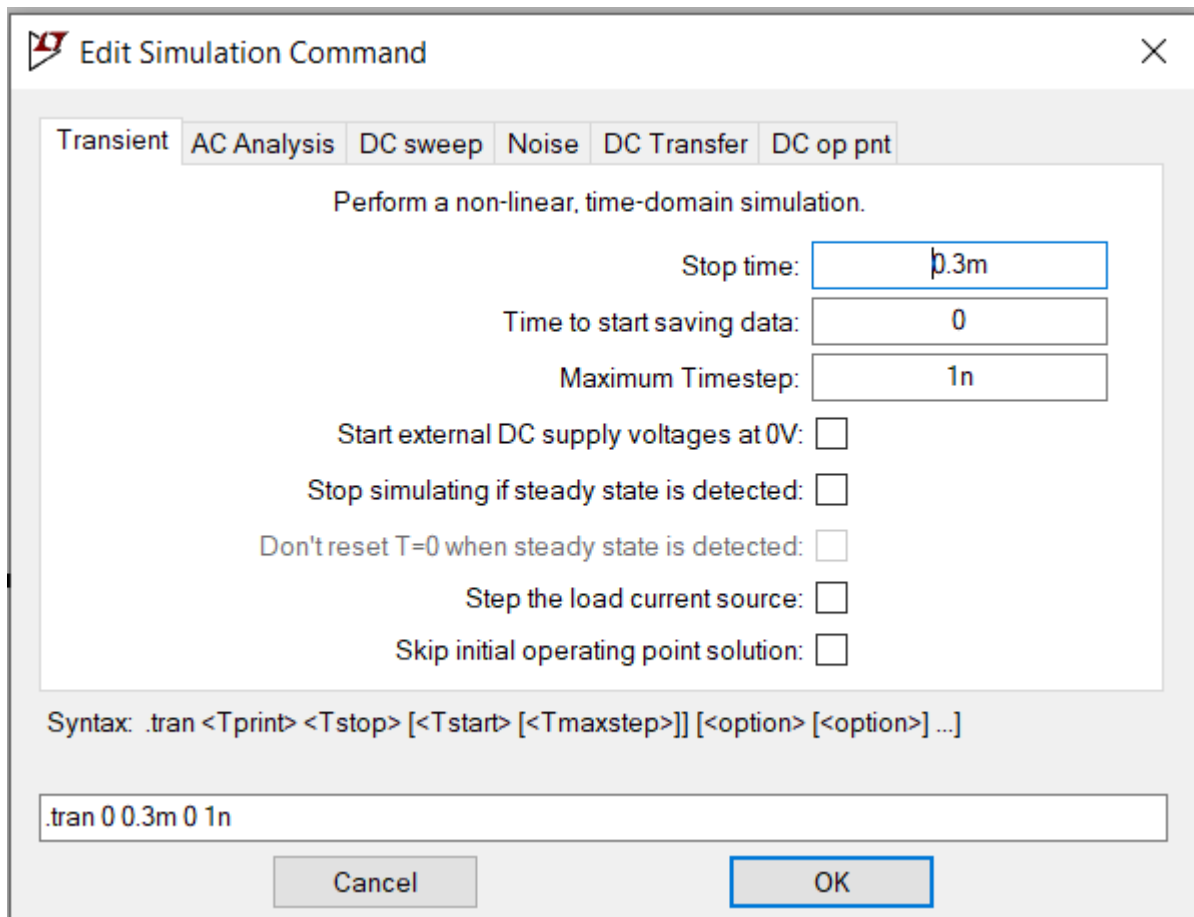 Edit Simulation Command
Transient AC Analysis DC sweep Noise DC Transfer DC op pnt
Perform a non-linear, time-domain simulation.
Stop time: 0.3m
Time to start saving data: 0
Maximum Timestep: 1n
Start external DC supply voltages at 0V:
Stop simulating if steady state is detected:
Don't reset T=0 when steady state is detected:
Step the load current source:
Skip initial operating point solution:
Syntax: .tran <Tprint> <Tstop> [<Tstart> [<Tmaxstep>]] [<option> [<option>] ...]
.tran 0 0.3m 0 1n
Cancel OK